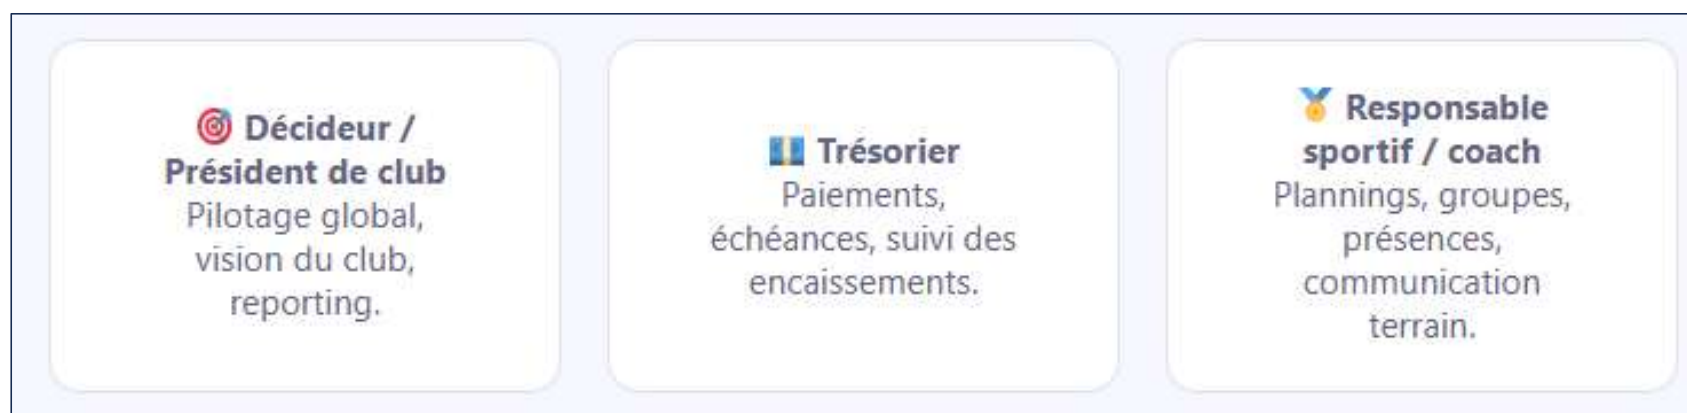 🎯 Décideur /
Président de club
Pilotage global,
vision du club,
reporting.
💶 Trésorier
Paiements,
échéances, suivi des
encaissements.
🏅 Responsable
sportif / coach
Plannings, groupes,
présences,
communication
terrain.